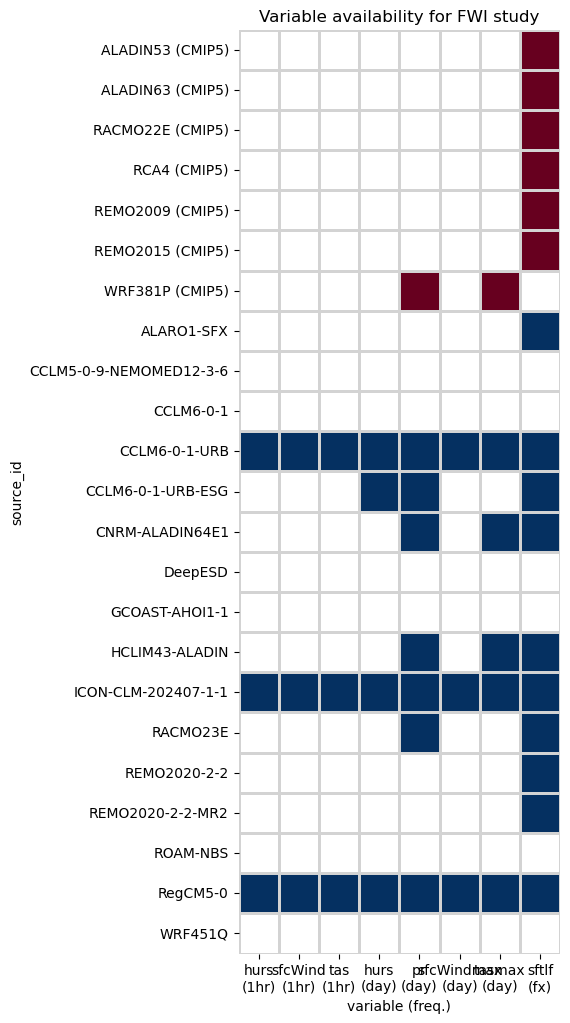 Variable availability for FWI study
ALADIN53 (CMIP5)
ALADIN63 (CMIP5)
RACMO22E (CMIP5)
RCA4 (CMIP5)
REMO2009 (CMIP5)
REMO2015 (CMIP5)
WRF381P (CMIP5)
ALARO1-SFX
CCLM5-0-9-NEMOMED12-3-6
CCLM6-0-1
CCLM6-0-1-URB
CCLM6-0-1-URB-ESG
CNRM-ALADIN64E1
DeepESD
GCOAST-AHOI1-1
HCLIM43-ALADIN
ICON-CLM-202407-1-1
RACMO23E
REMO2020-2-2
REMO2020-2-2-MR2
ROAM-NBS
RegCM5-0
WRF451Q
source_id
hurs
(1hr)
sfcWind
(1hr)
tas
(1hr)
hurs
(day)
pr
(day)
sfcWindmax
(day)
tasmax
(day)
sftlf
(fx)
variable (freq.)